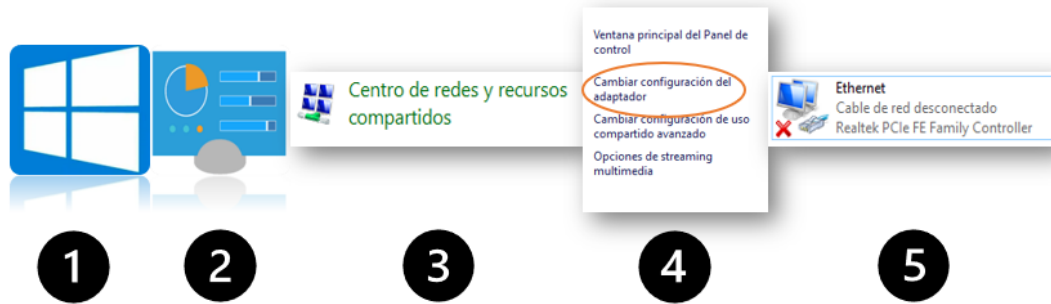 Centro de redes y recursos
compartidos
Ventana principal del Panel de
control
Cambiar configuración del
adaptador
Cambiar configuración de uso
compartido avanzado
Opciones de streaming
multimedia
Ethernet
Cable de red desconectado
Realtek PCIe FE Family Controller
1
2
3
4
5